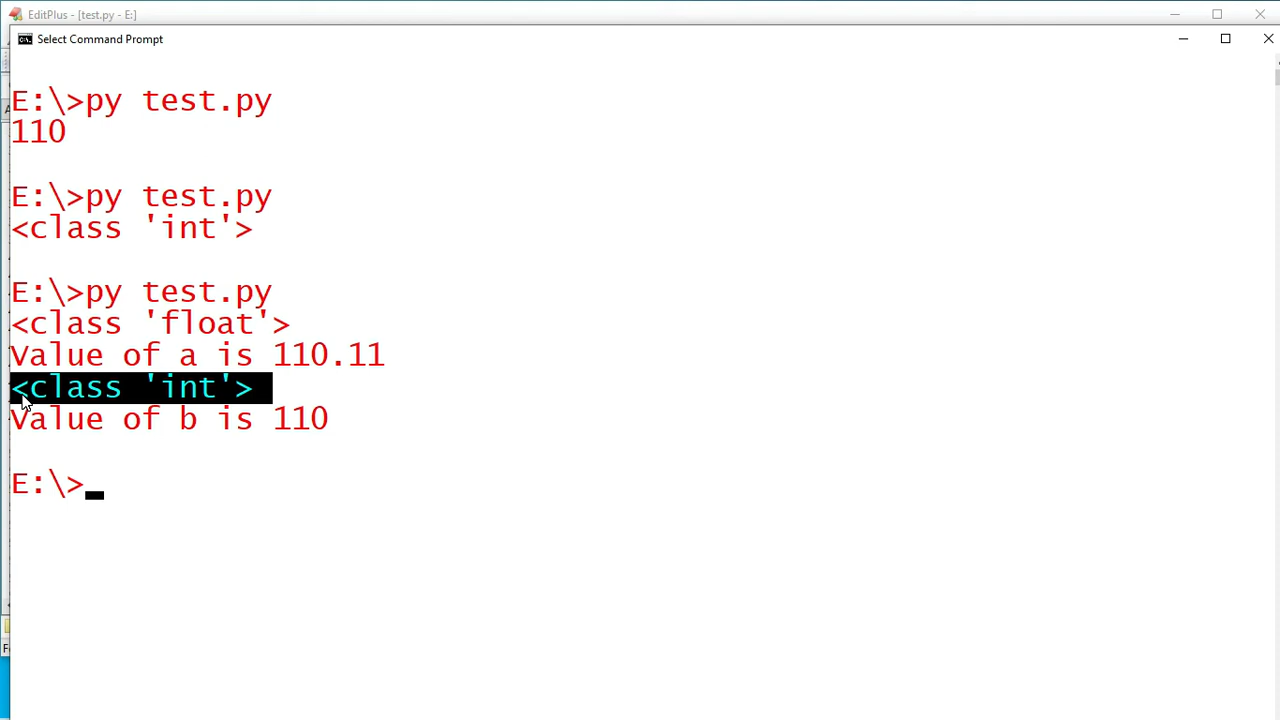 EditPlus - [test.py - E:]
Select Command Prompt
E:\>py test.py
110
E:\>py test.py
<class 'int'>
E:\>py test.py
<class 'float'>
Value of a is 110.11
<class 'int'>
Value of b is 110
E:\>